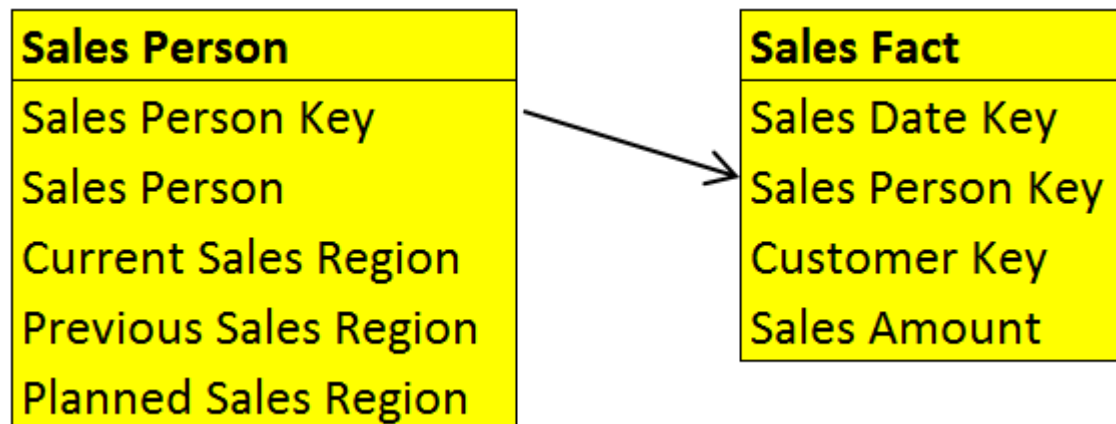 Sales Person
Sales Person Key
Sales Person
Current Sales Region
Previous Sales Region
Planned Sales Region
Sales Fact
Sales Date Key
Sales Person Key
Customer Key
Sales Amount